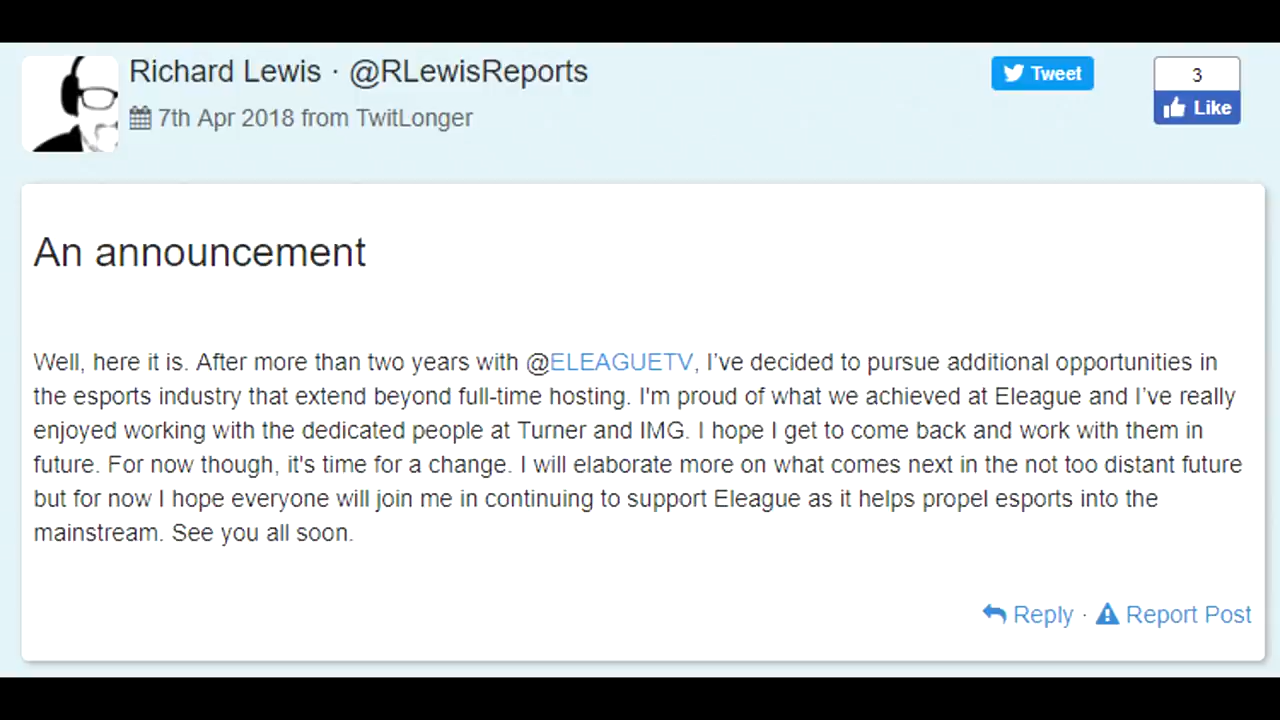 Richard Lewis · @RLewisReports
7th Apr 2018 from TwitLonger
Tweet
3
Like
An announcement
Well, here it is. After more than two years with @ELEAGUETV, I’ve decided to pursue additional opportunities in
the esports industry that extend beyond full-time hosting. I'm proud of what we achieved at Eleague and I’ve really
enjoyed working with the dedicated people at Turner and IMG. I hope I get to come back and work with them in
future. For now though, it's time for a change. I will elaborate more on what comes next in the not too distant future
but for now I hope everyone will join me in continuing to support Eleague as it helps propel esports into the
mainstream. See you all soon.
Reply · Report Post